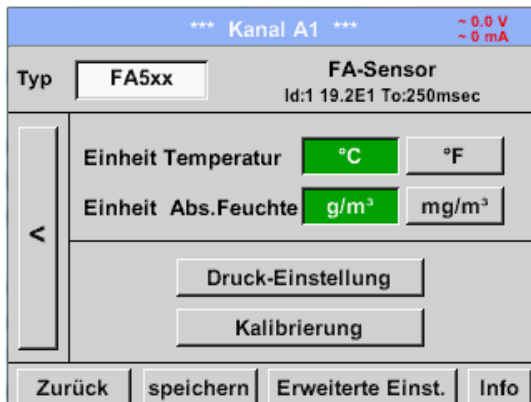 *** Kanal A1 ***
~ 0.0 V
~ 0 mA
Typ
FA5xx
FA-Sensor
Id:1 19.2E1 To:250msec
Einheit Temperatur °C °F
Einheit Abs.Feuchte g/m³ mg/m³
<
Druck-Einstellung
Kalibrierung
Zurück speichern Erweiterte Einst. Info